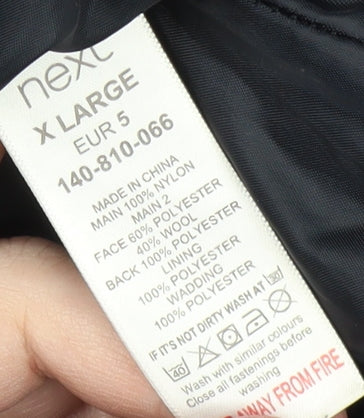 next
X LARGE
EUR 5
140-810-066
MADE IN CHINA
MAIN 100% NYLON
MAIN 2
FACE 60% POLYESTER
40% WOOL
BACK 100% POLYESTER
LINING
100% POLYESTER
WADDING
100% POLYESTER
IF IT'S NOT DIRTY WASH AT 30
40
Wash with similar colours
Close all fastenings before
washing
AWAY FROM FIRE